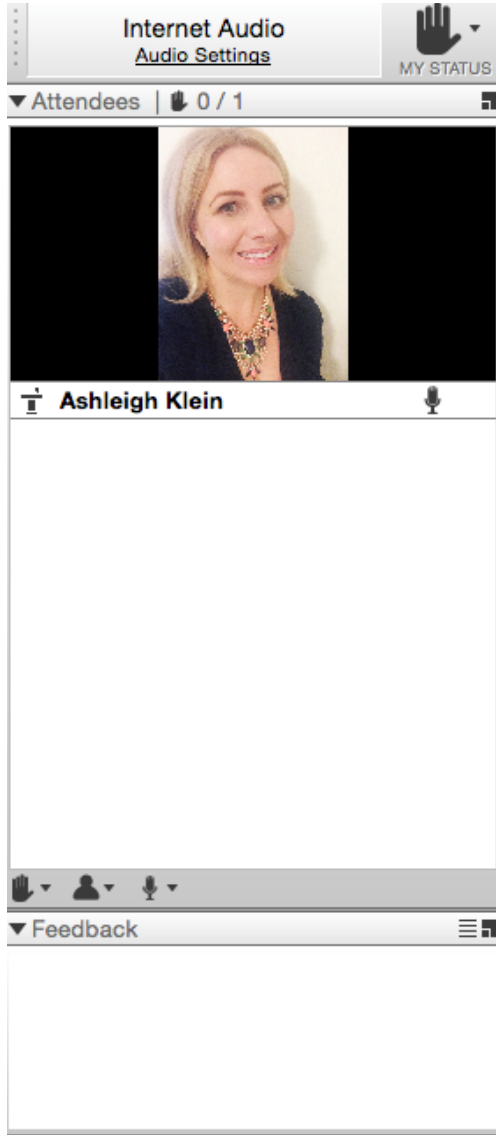 Internet Audio
Audio Settings
MY STATUS
Attendees | 0 / 1
Ashleigh Klein
Feedback